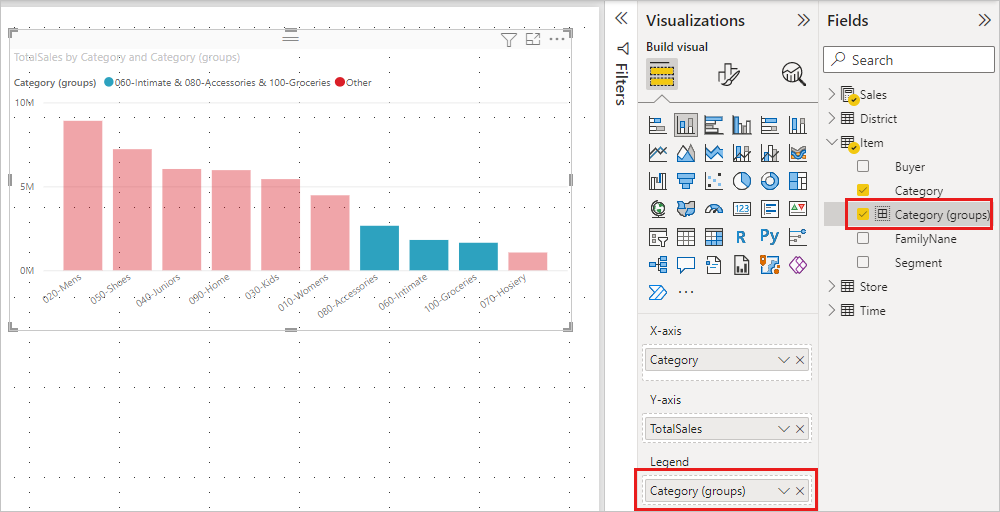 TotalSales by Category and Category (groups)
Category (groups) 060-Intimate & 080-Accessories & 100-Groceries Other
10M
5M
0M
020-Mens
050-Shoes
040-Juniors
090-Home
030-Kids
010-Womens
080-Accessories
060-Intimate
100-Groceries
070-Hosiery
Filters
Visualizations
Build visual
123
R
Py
X-axis
Category
Y-axis
TotalSales
Legend
Category (groups)
Fields
Search
Sales
District
Item
Buyer
Category
Category (groups)
FamilyNane
Segment
Store
Time